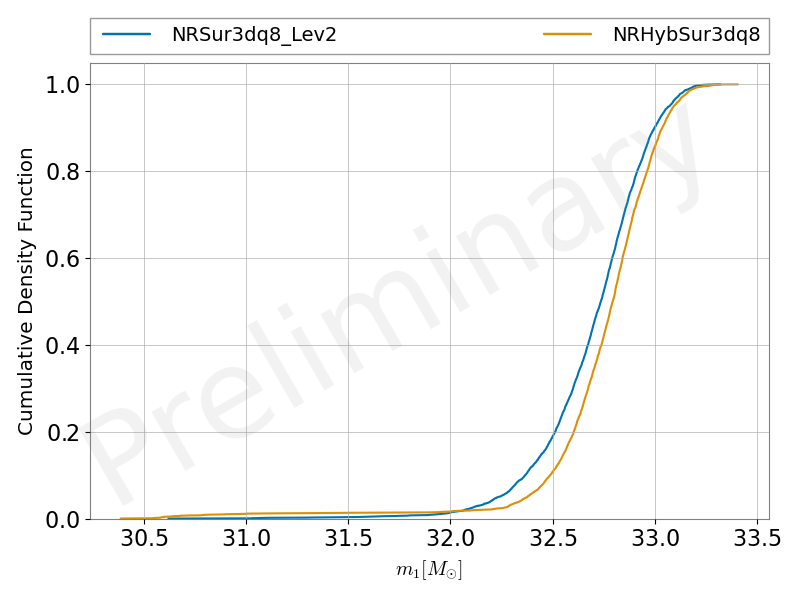 NRSur3dq8_Lev2 NRHybSur3dq8
1.0
0.8
0.6
0.4
0.2
0.0
Cumulative Density Function
Preliminary
30.5 31.0 31.5 32.0 32.5 33.0 33.5
m₁[M☉]